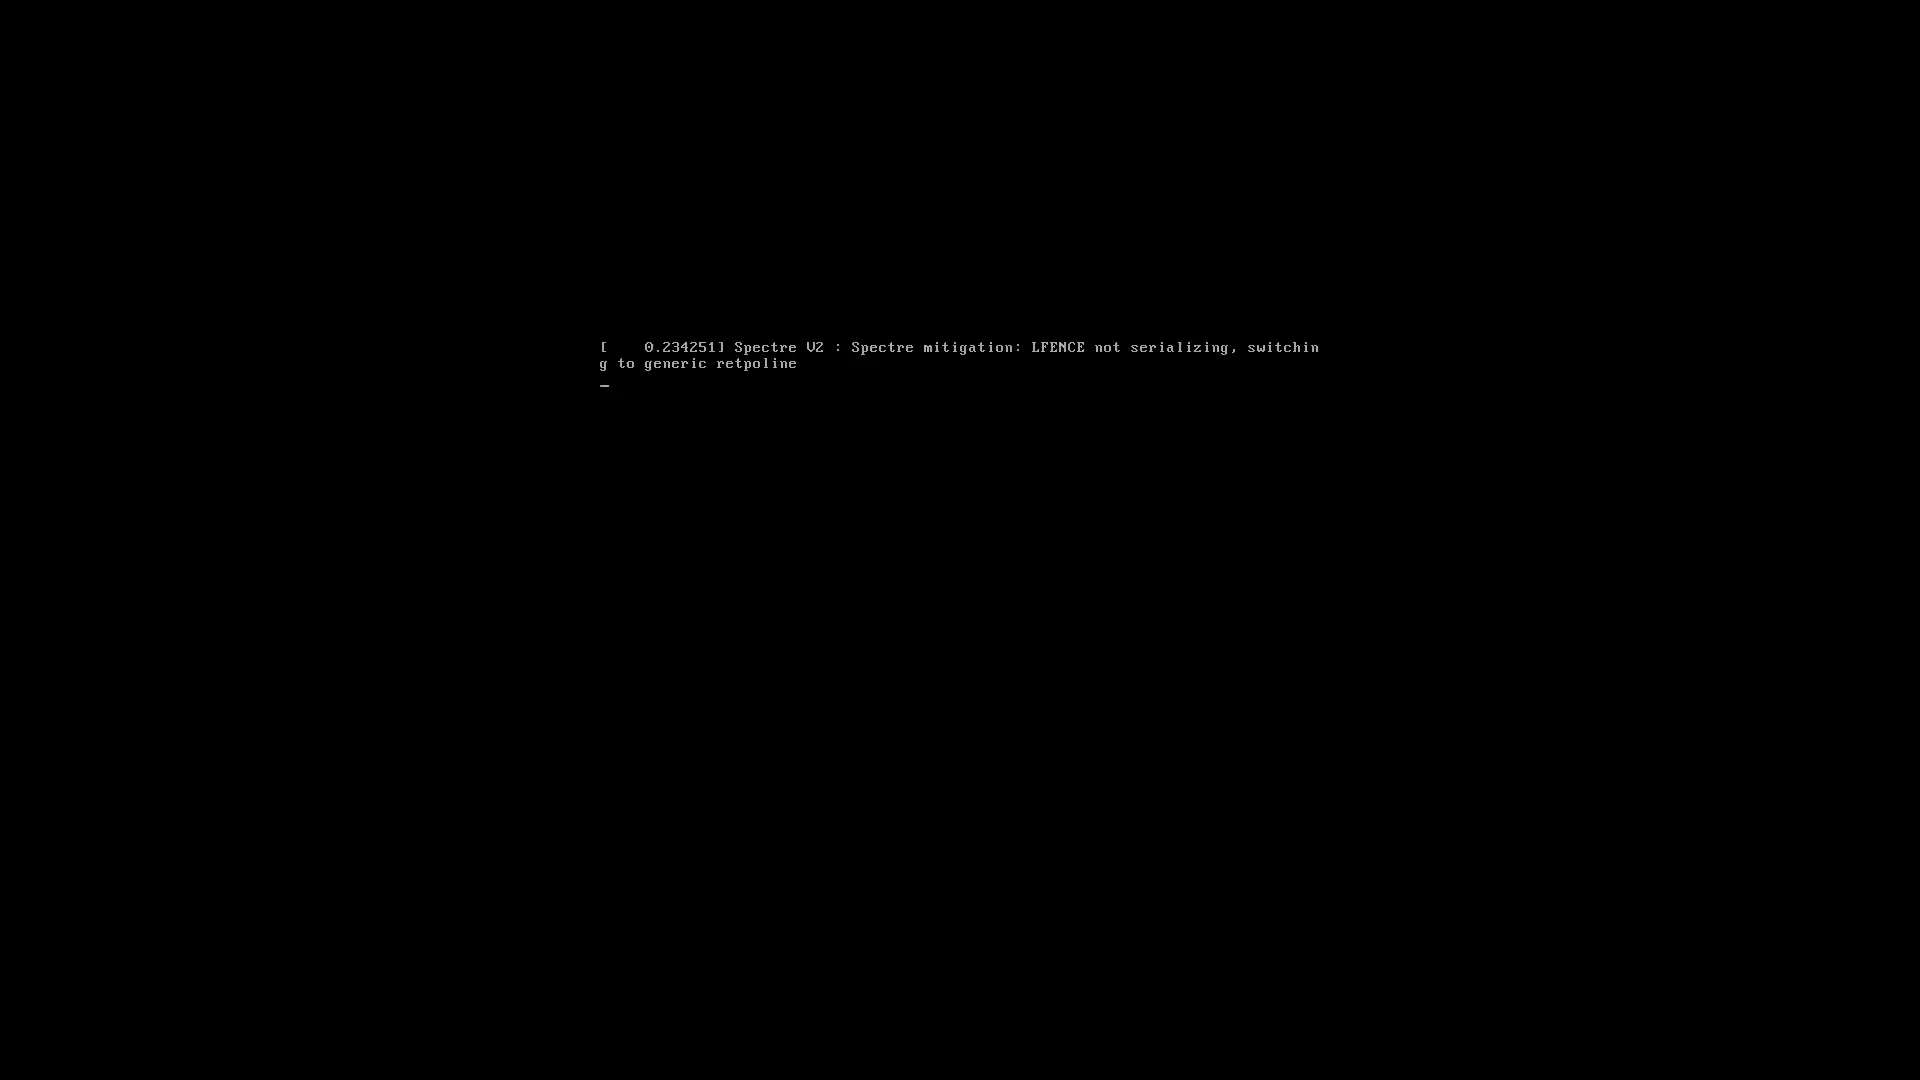 [    0.234251] Spectre V2 : Spectre mitigation: LFENCE not serializing, switchin
g to generic retpoline
_